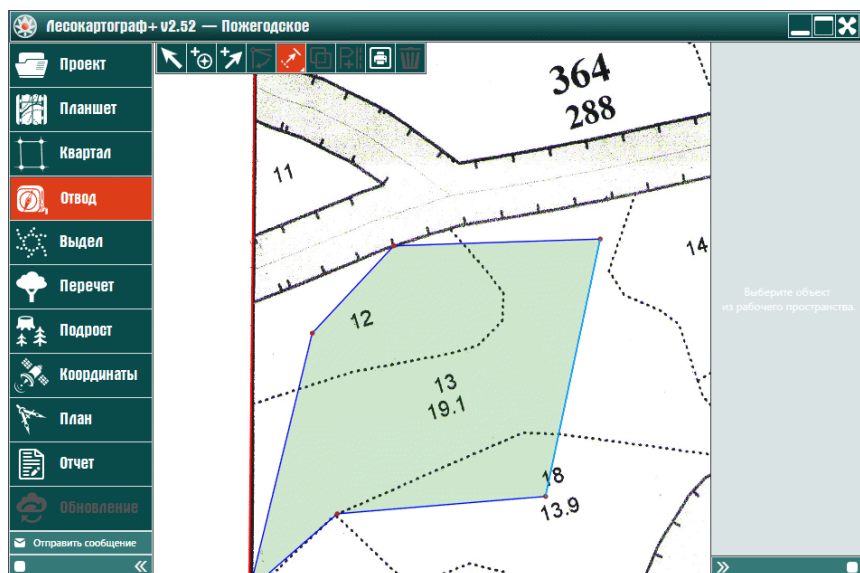 Лесокартограф+ v2.52 — Пожегодское
Проект
Планшет
Квартал
Отвод
Выдел
Перечет
Подрост
Координаты
План
Отчет
Обновление
Отправить сообщение
364
288
11
14
12
13
19.1
18
13.9
Выберите объект
из рабочего пространства.